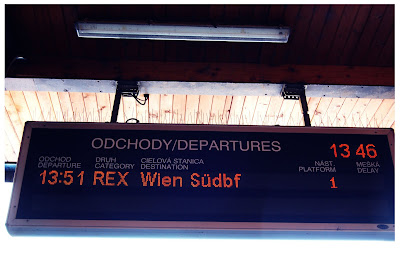 ODCHODY/DEPARTURES 13 46
ODCHOD DRUH CIEĽOVÁ STANICA NÁST. MEŠKÁ
DEPARTURE CATEGORY DESTINATION PLATFORM DELAY
13:51 REX Wien Südbf 1